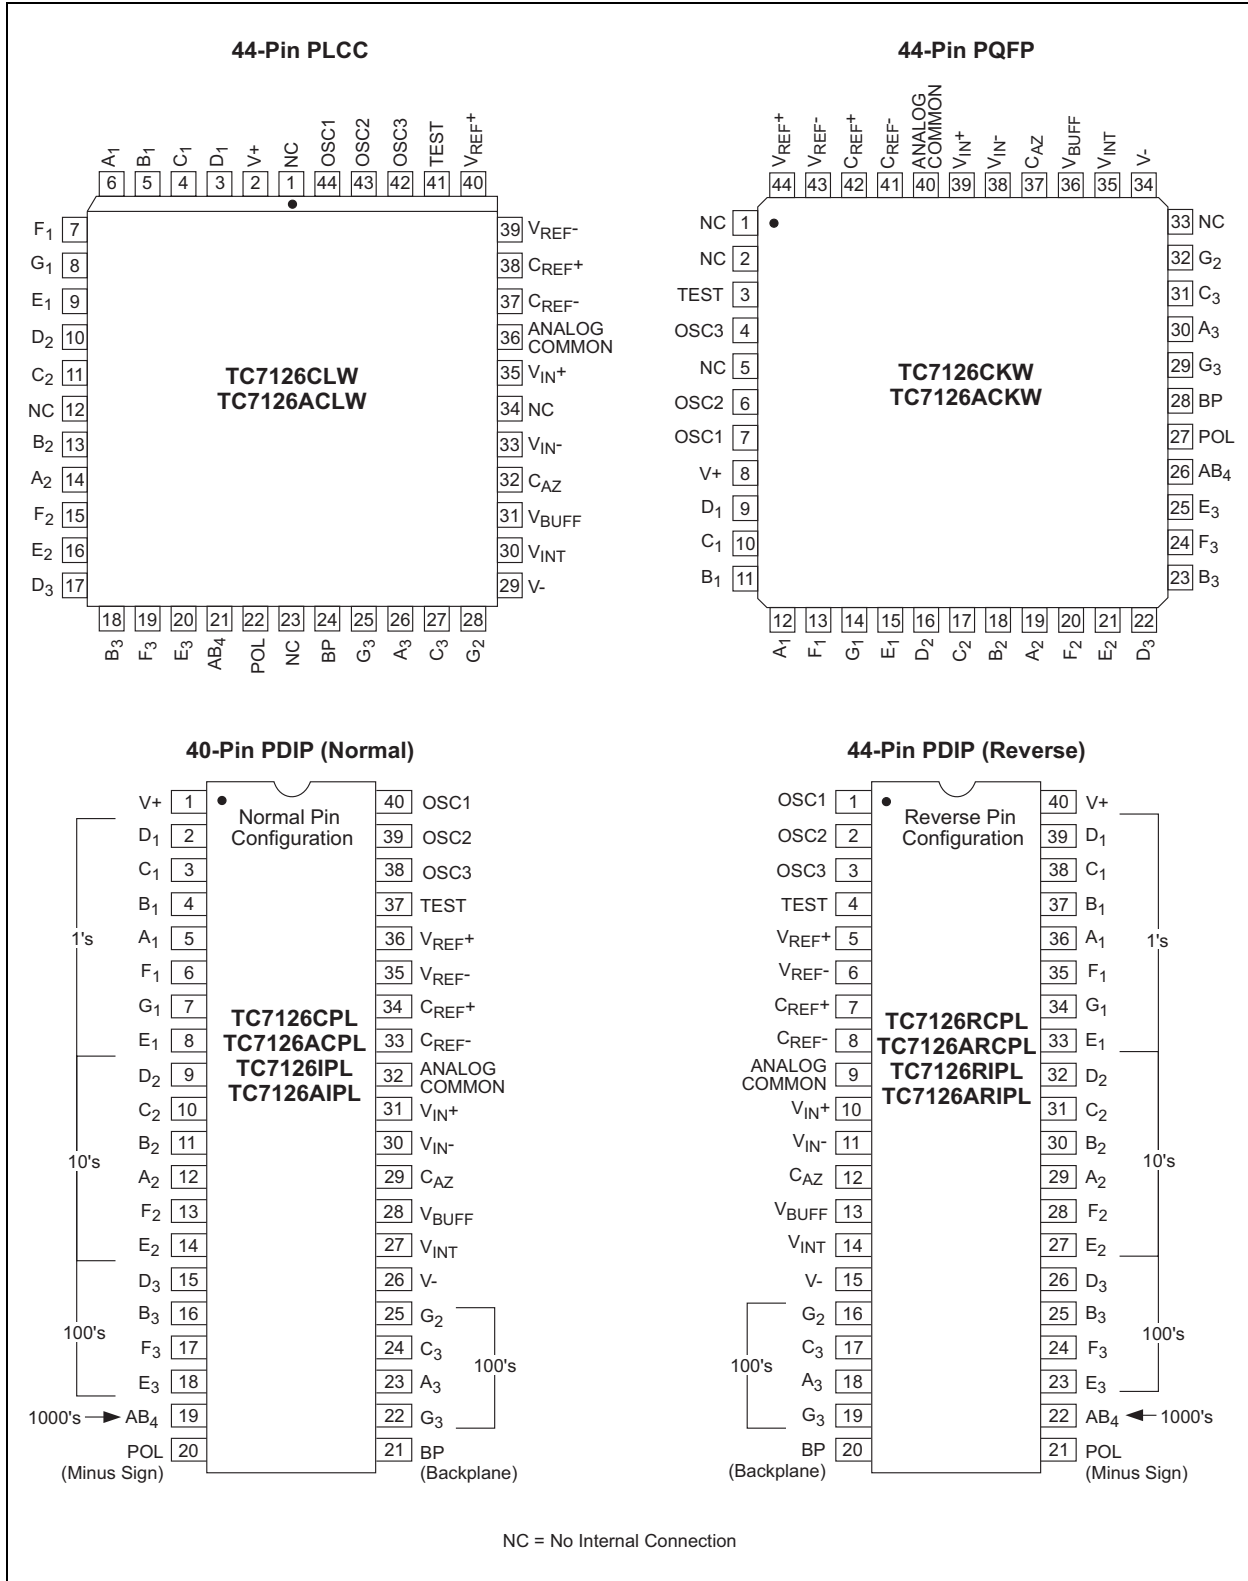 44-Pin PLCC
A1 B1 C1 D1 V+ NC OSC1 OSC2 OSC3 TEST VREF+
6 5 4 3 2 1 44 43 42 41 40
F1 7
G1 8
E1 9
D2 10
C2 11
NC 12
B2 13
A2 14
F2 15
E2 16
D3 17
TC7126CLW
TC7126ACLW
39 VREF-
38 CREF+
37 CREF-
36 ANALOG
COMMON
35 VIN+
34 NC
33 VIN-
32 CAZ
31 VBUFF
30 VINT
29 V-
18 19 20 21 22 23 24 25 26 27 28
B3 F3 E3 AB4 POL NC BP G3 A3 C3 G2
44-Pin PQFP
VREF+ VREF- CREF+ CREF- ANALOG COMMON VIN+ VIN- CAZ VBUFF VINT V-
44 43 42 41 40 39 38 37 36 35 34
NC 1
NC 2
TEST 3
OSC3 4
NC 5
OSC2 6
OSC1 7
V+ 8
D1 9
C1 10
B1 11
TC7126CKW
TC7126ACKW
33 NC
32 G2
31 C3
30 A3
29 G3
28 BP
27 POL
26 AB4
25 E3
24 F3
23 B3
12 13 14 15 16 17 18 19 20 21 22
A1 F1 G1 E1 D2 C2 B2 A2 F2 E2 D3
40-Pin PDIP (Normal)
V+ 1
D1 2
C1 3
B1 4
A1 5
F1 6
G1 7
E1 8
D2 9
C2 10
B2 11
A2 12
F2 13
E2 14
D3 15
B3 16
F3 17
E3 18
AB4 19
POL 20
(Minus Sign)
1's
10's
100's
1000's
Normal Pin
Configuration
TC7126CPL
TC7126ACPL
TC7126IPL
TC7126AIPL
40 OSC1
39 OSC2
38 OSC3
37 TEST
36 VREF+
35 VREF-
34 CREF+
33 CREF-
32 ANALOG
COMMON
31 VIN+
30 VIN-
29 CAZ
28 VBUFF
27 VINT
26 V-
25 G2
24 C3
23 A3
22 G3
21 BP
(Backplane)
100's
44-Pin PDIP (Reverse)
OSC1 1
OSC2 2
OSC3 3
TEST 4
VREF+ 5
VREF- 6
CREF+ 7
CREF- 8
ANALOG
COMMON 9
VIN+ 10
VIN- 11
CAZ 12
VBUFF 13
VINT 14
V- 15
G2 16
C3 17
A3 18
G3 19
BP 20
(Backplane)
100's
Reverse Pin
Configuration
TC7126RCPL
TC7126ARCPL
TC7126RIPL
TC7126ARIPL
40 V+
39 D1
38 C1
37 B1
36 A1
35 F1
34 G1
33 E1
32 D2
31 C2
30 B2
29 A2
28 F2
27 E2
26 D3
25 B3
24 F3
23 E3
22 AB4
21 POL
(Minus Sign)
1's
10's
100's
1000's
NC = No Internal Connection